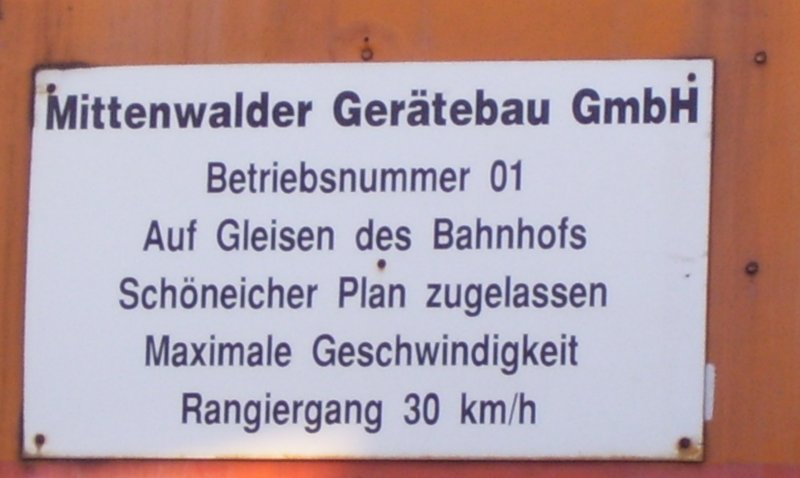 Mittenwalder Gerätebau GmbH
Betriebsnummer 01
Auf Gleisen des Bahnhofs
Schöneicher Plan zugelassen
Maximale Geschwindigkeit
Rangiergang 30 km/h